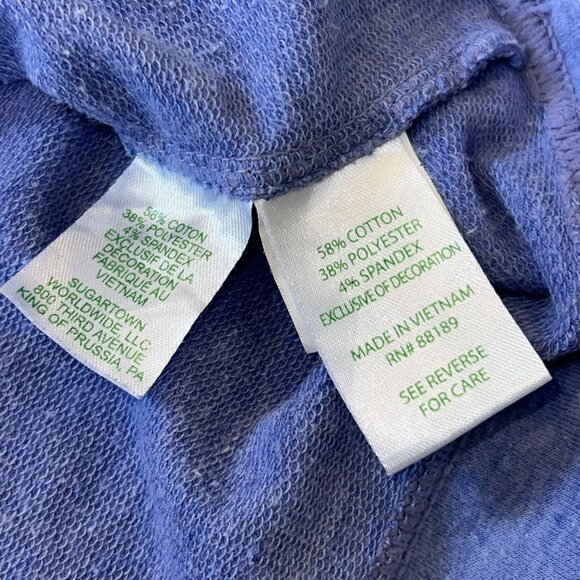 58% COTTON
38% POLYESTER
4% SPANDEX
EXCLUSIE DE LA
DECORATION
FABRIQUE AU
VIETNAM
SUGARTOWN
WORLDWIDE, LLC.
800 THIRD AVENUE
KING OF PRUSSIA, PA
58% COTTON
38% POLYESTER
4% SPANDEX
EXCLUSIVE OF DECORATION
MADE IN VIETNAM
RN# 88189
SEE REVERSE
FOR CARE